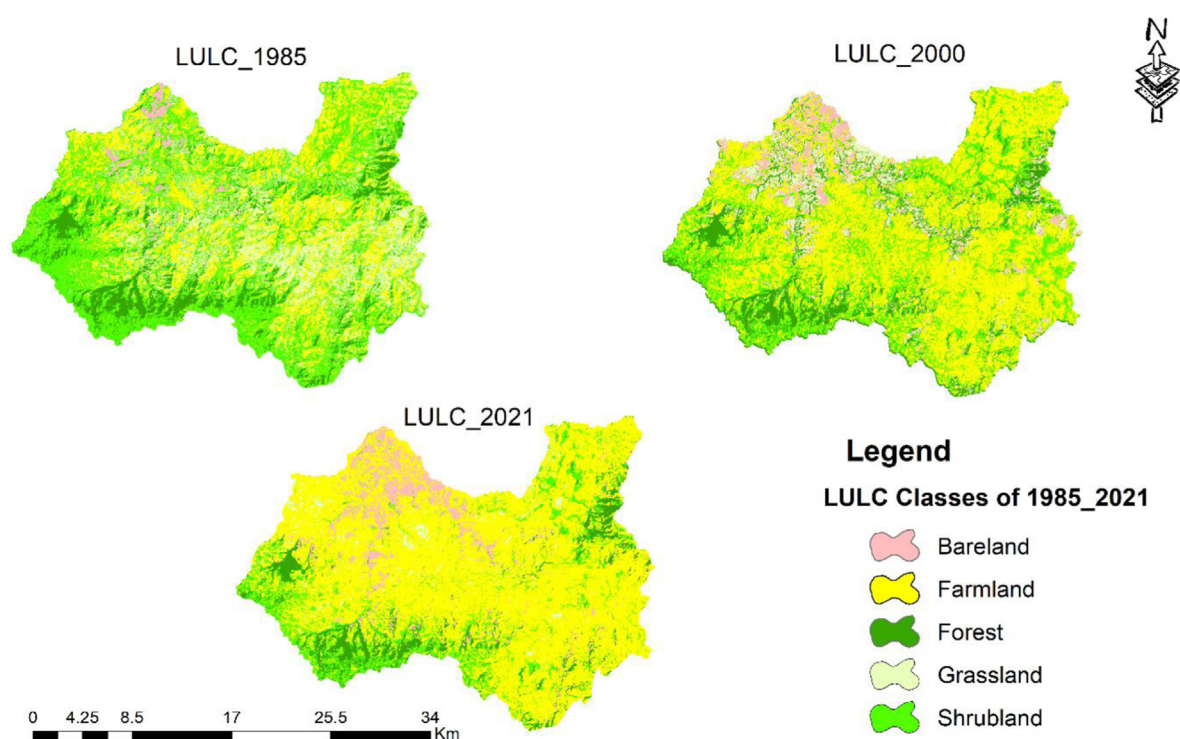 LULC_1985
LULC_2000
N
LULC_2021
Legend
LULC Classes of 1985_2021
Bareland
Farmland
Forest
Grassland
Shrubland
0 4.25 8.5 17 25.5 34
Km